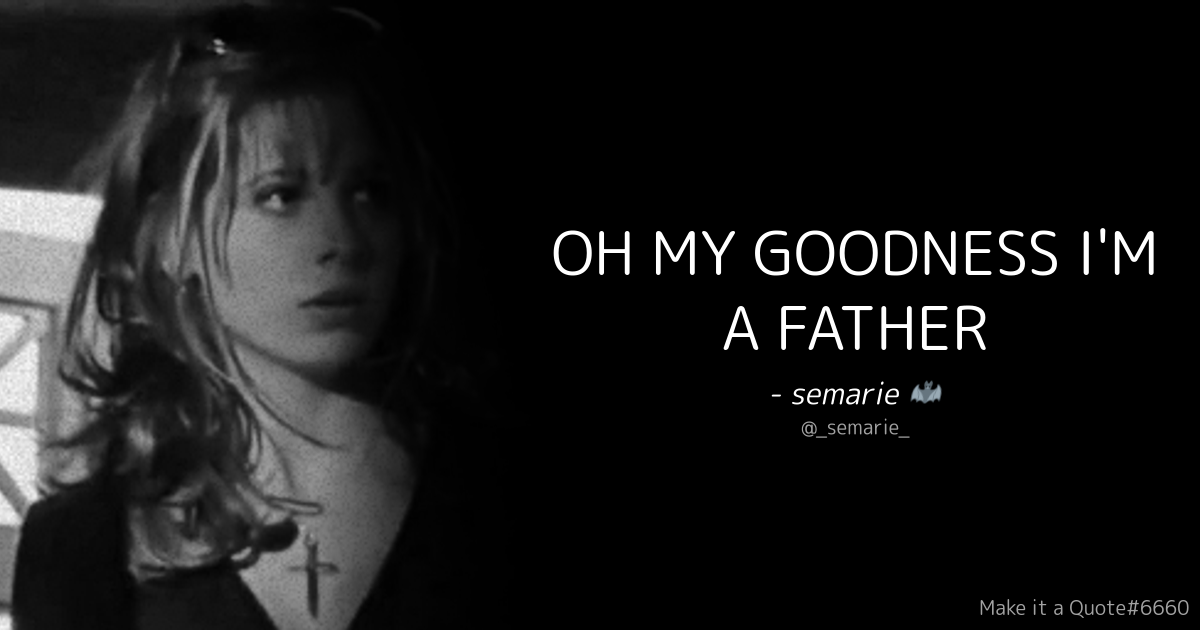 OH MY GOODNESS I'M
A FATHER
- semarie 🦇
@_semarie_
Make it a Quote#6660